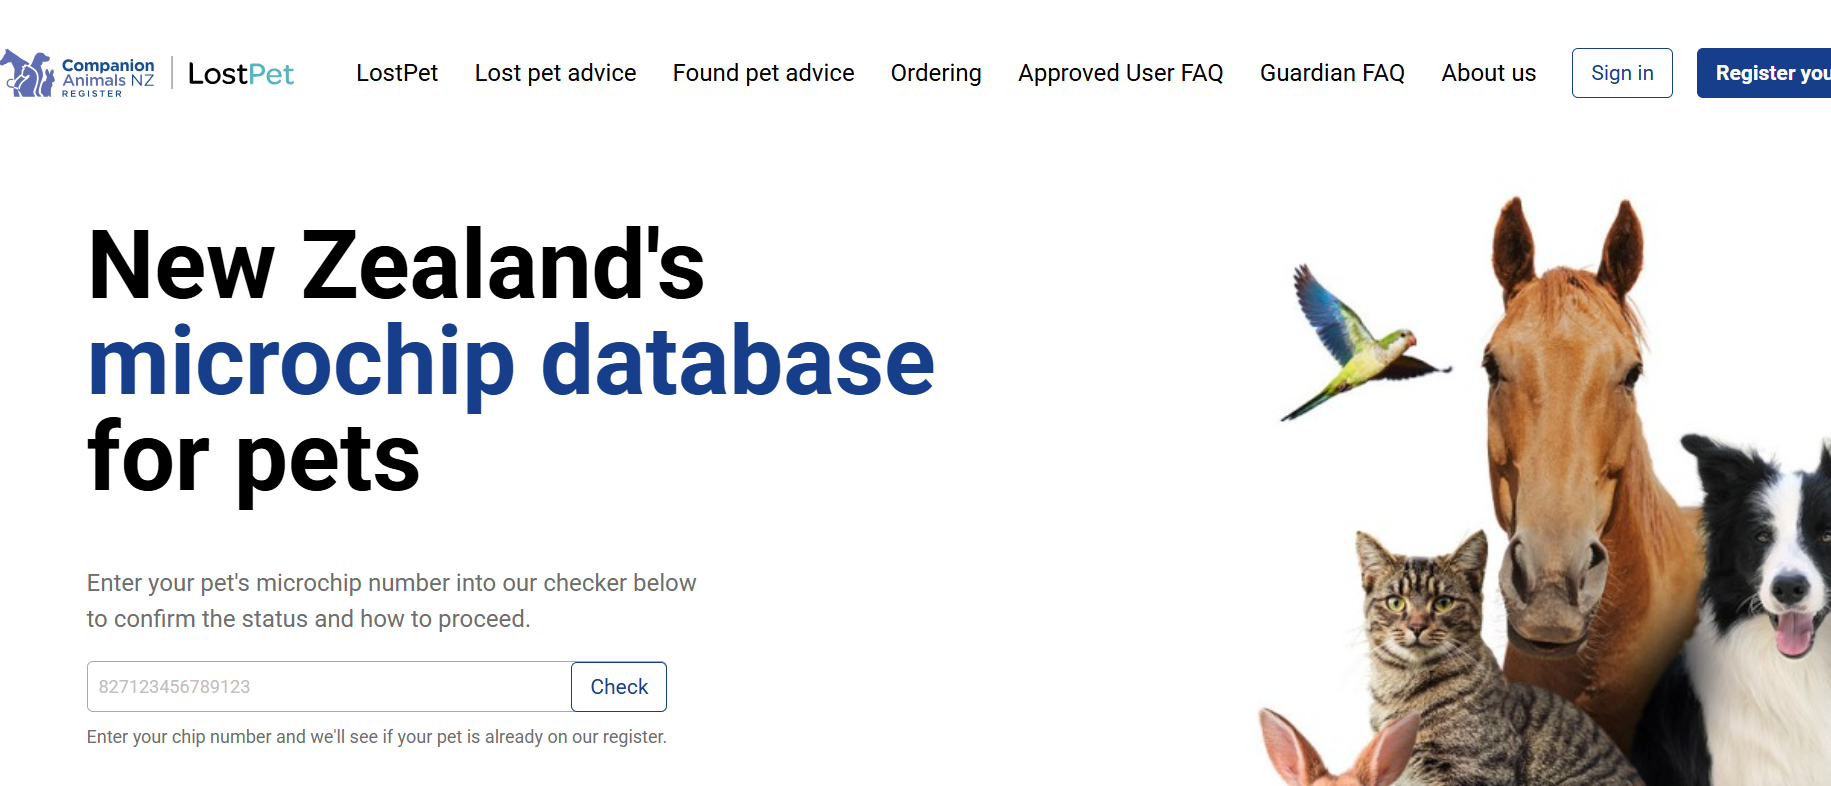 Companion
Animals NZ
REGISTER
LostPet
LostPet
Lost pet advice
Found pet advice
Ordering
Approved User FAQ
Guardian FAQ
About us
Sign in
Register you
New Zealand's
microchip database
for pets
Enter your pet's microchip number into our checker below
to confirm the status and how to proceed.
827123456789123
Check
Enter your chip number and we'll see if your pet is already on our register.